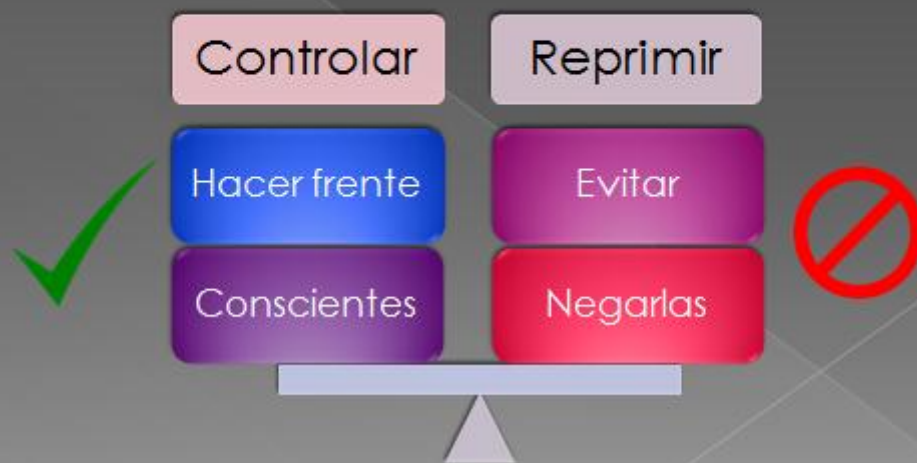 Controlar
Reprimir
Hacer frente
Evitar
Conscientes
Negarlas